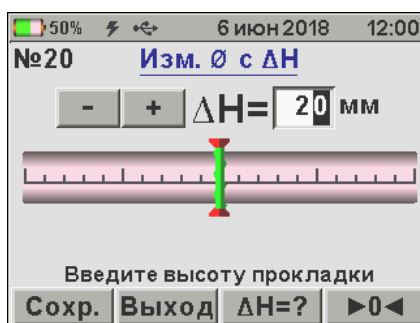 50% 6 июн 2018 12:00
№20 Изм. Ø с ΔН
- + ΔН= 20 мм
Введите высоту прокладки
Сохр. Выход ΔН=? ►0◄